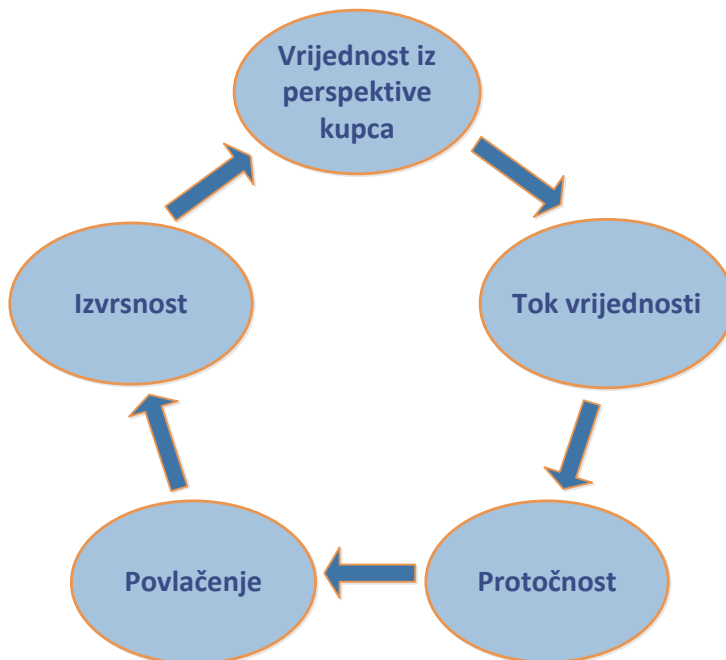 Vrijednost iz
perspektive
kupca
Tok vrijednosti
Protočnost
Povlačenje
Izvrsnost